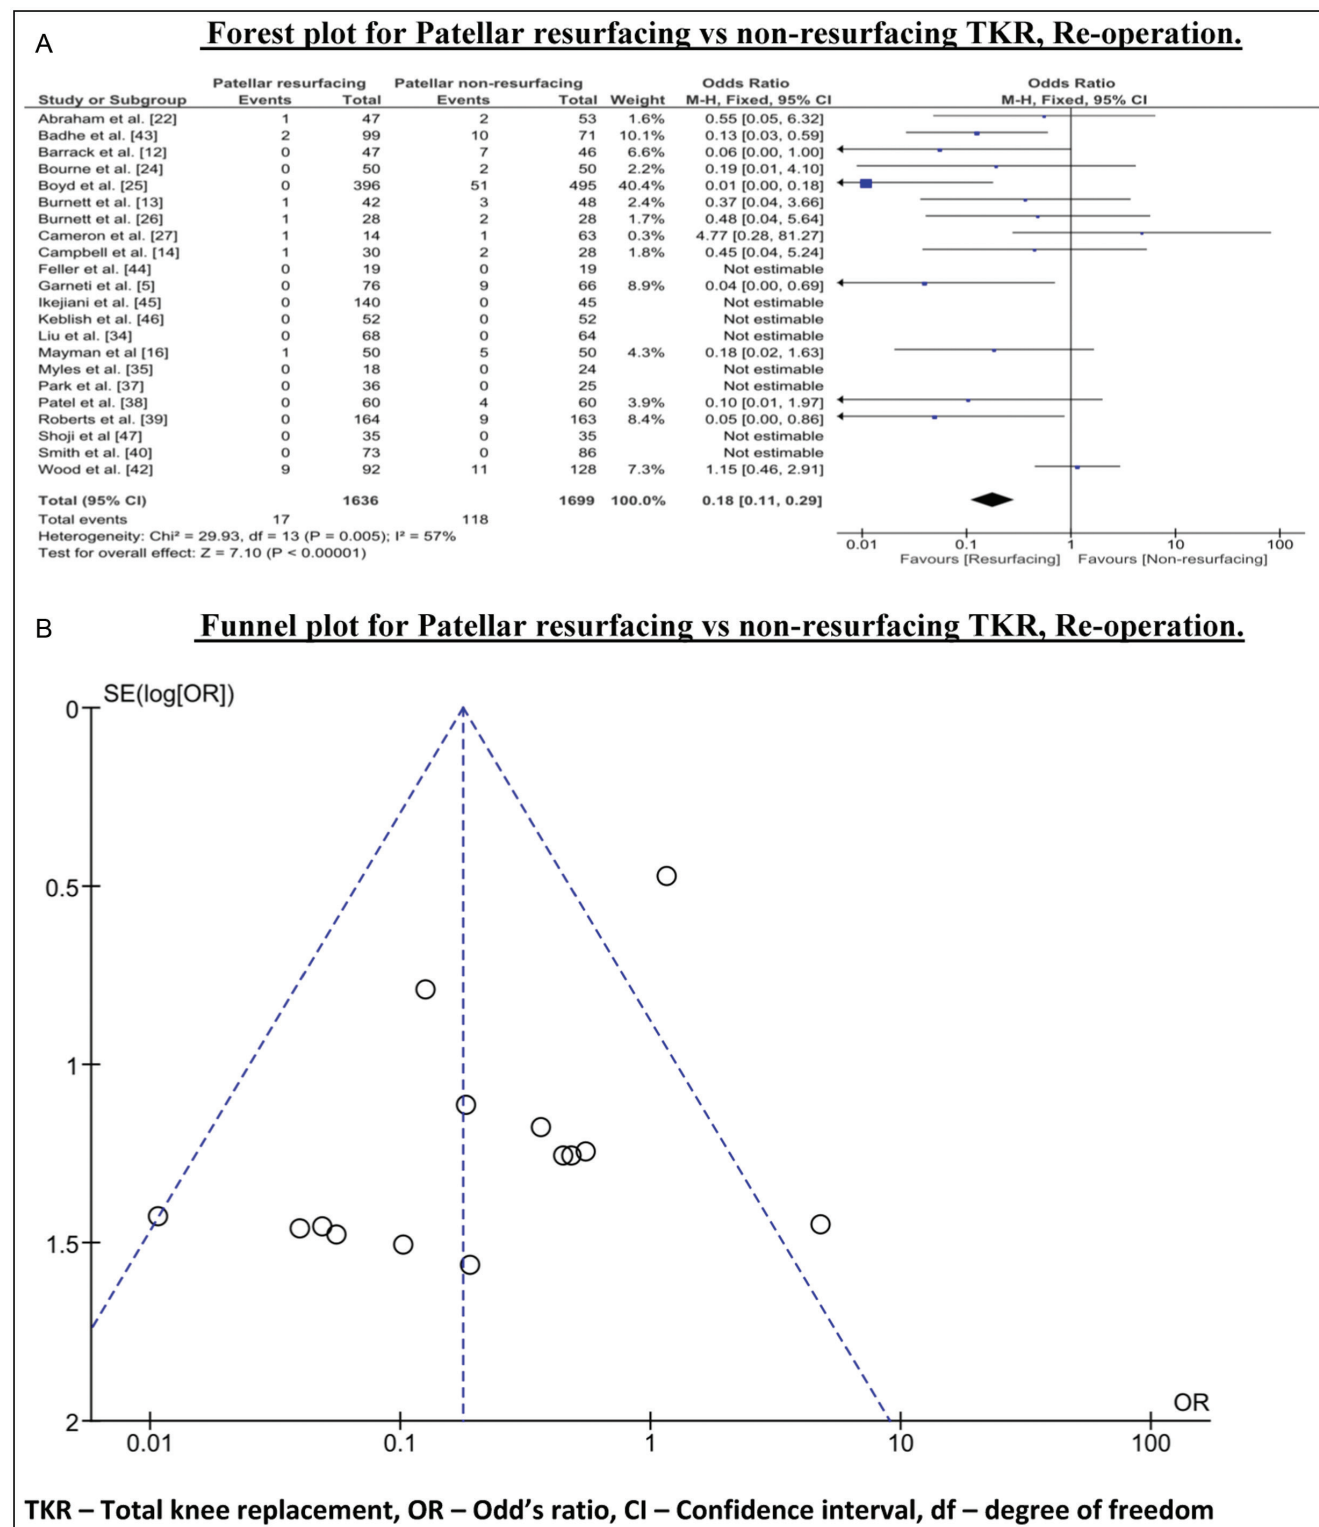 A
Forest plot for Patellar resurfacing vs non-resurfacing TKR, Re-operation.
Patellar resurfacing Patellar non-resurfacing Odds Ratio Odds Ratio
Study or Subgroup Events Total Events Total Weight M-H, Fixed, 95% CI M-H, Fixed, 95% CI
Abraham et al. [22] 1 47 2 53 1.6% 0.55 [0.05, 6.32]
Badhe et al. [43] 2 99 10 71 10.1% 0.13 [0.03, 0.59]
Barrack et al. [12] 0 47 7 46 6.6% 0.06 [0.00, 1.00]
Bourne et al. [24] 0 50 2 50 2.2% 0.19 [0.01, 4.10]
Boyd et al. [25] 0 396 51 495 40.4% 0.01 [0.00, 0.18]
Burnett et al. [13] 1 42 3 48 2.4% 0.37 [0.04, 3.66]
Burnett et al. [26] 1 28 2 28 1.7% 0.48 [0.04, 5.64]
Cameron et al. [27] 1 14 1 63 0.3% 4.77 [0.28, 81.27]
Campbell et al. [14] 1 30 2 28 1.8% 0.45 [0.04, 5.24]
Feller et al. [44] 0 19 0 19 Not estimable
Garneti et al. [5] 0 76 9 66 8.9% 0.04 [0.00, 0.69]
Ikejiani et al. [45] 0 140 0 45 Not estimable
Keblish et al. [46] 0 52 0 52 Not estimable
Liu et al. [34] 0 68 0 64 Not estimable
Mayman et al [16] 1 50 5 50 4.3% 0.18 [0.02, 1.63]
Myles et al. [35] 0 18 0 24 Not estimable
Park et al. [37] 0 36 0 25 Not estimable
Patel et al. [38] 0 60 4 60 3.9% 0.10 [0.01, 1.97]
Roberts et al. [39] 0 164 9 163 8.4% 0.05 [0.00, 0.86]
Shoji et al [47] 0 35 0 35 Not estimable
Smith et al. [40] 0 73 0 86 Not estimable
Wood et al. [42] 9 92 11 128 7.3% 1.15 [0.46, 2.91]
Total (95% CI) 1636 1699 100.0% 0.18 [0.11, 0.29]
Total events 17 118
Heterogeneity: Chi² = 29.93, df = 13 (P = 0.005); I² = 57%
Test for overall effect: Z = 7.10 (P < 0.00001)
0.01 0.1 1 10 100
Favours [Resurfacing] Favours [Non-resurfacing]
B
Funnel plot for Patellar resurfacing vs non-resurfacing TKR, Re-operation.
SE(log[OR])
0
0.5
1
1.5
2
OR
0.01 0.1 1 10 100
TKR – Total knee replacement, OR – Odd’s ratio, CI – Confidence interval, df – degree of freedom